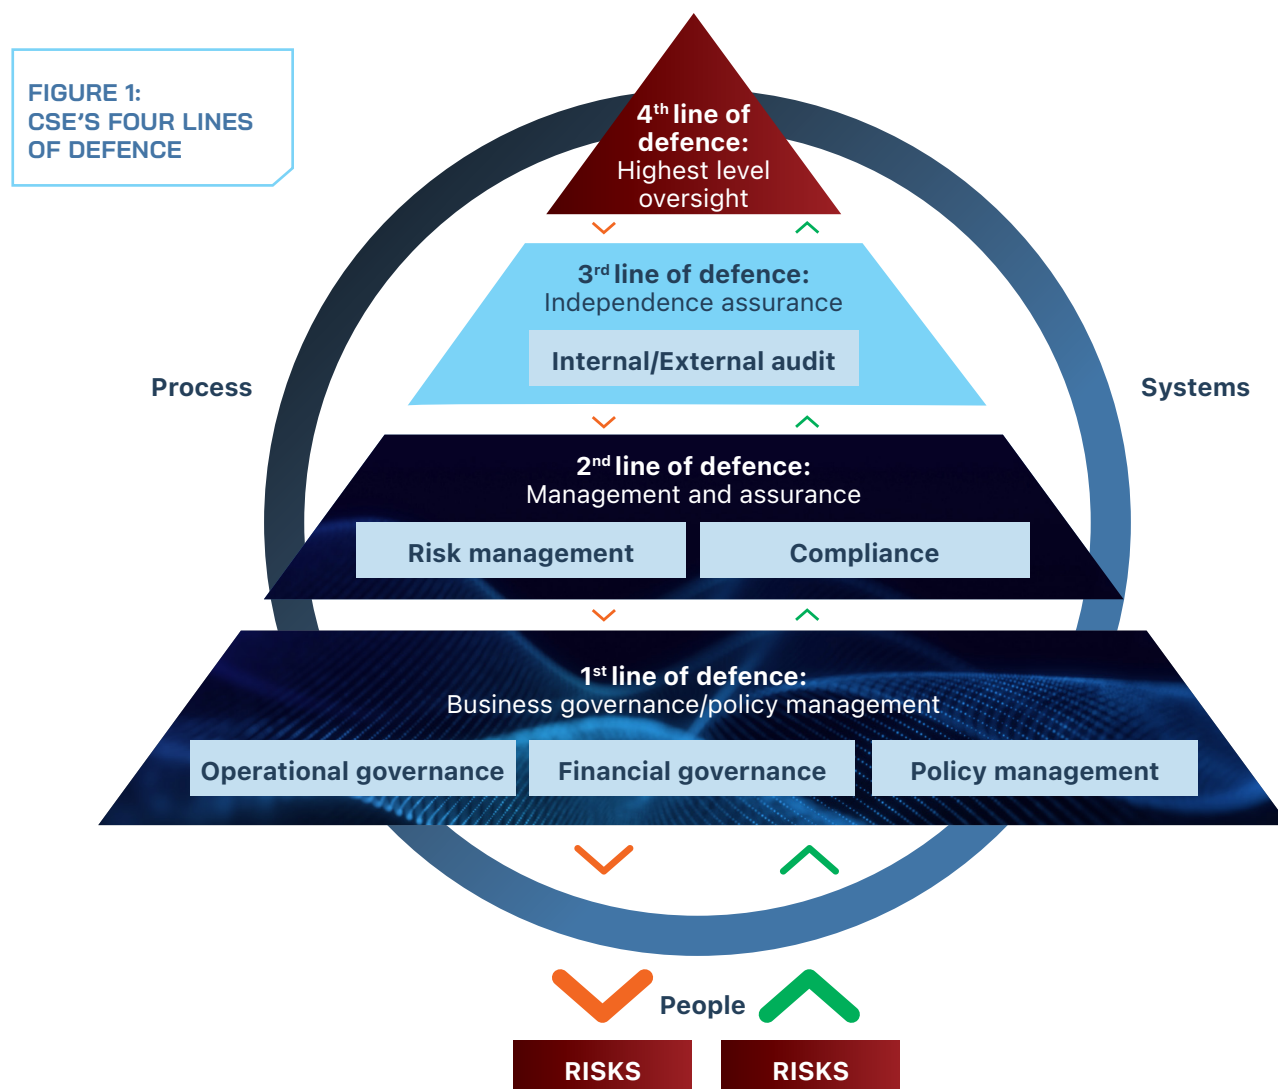 FIGURE 1:
CSE’S FOUR LINES
OF DEFENCE
4th line of
defence:
Highest level
oversight
3rd line of defence:
Independence assurance
Internal/External audit
Process
Systems
2nd line of defence:
Management and assurance
Risk management
Compliance
1st line of defence:
Business governance/policy management
Operational governance
Financial governance
Policy management
People
RISKS
RISKS